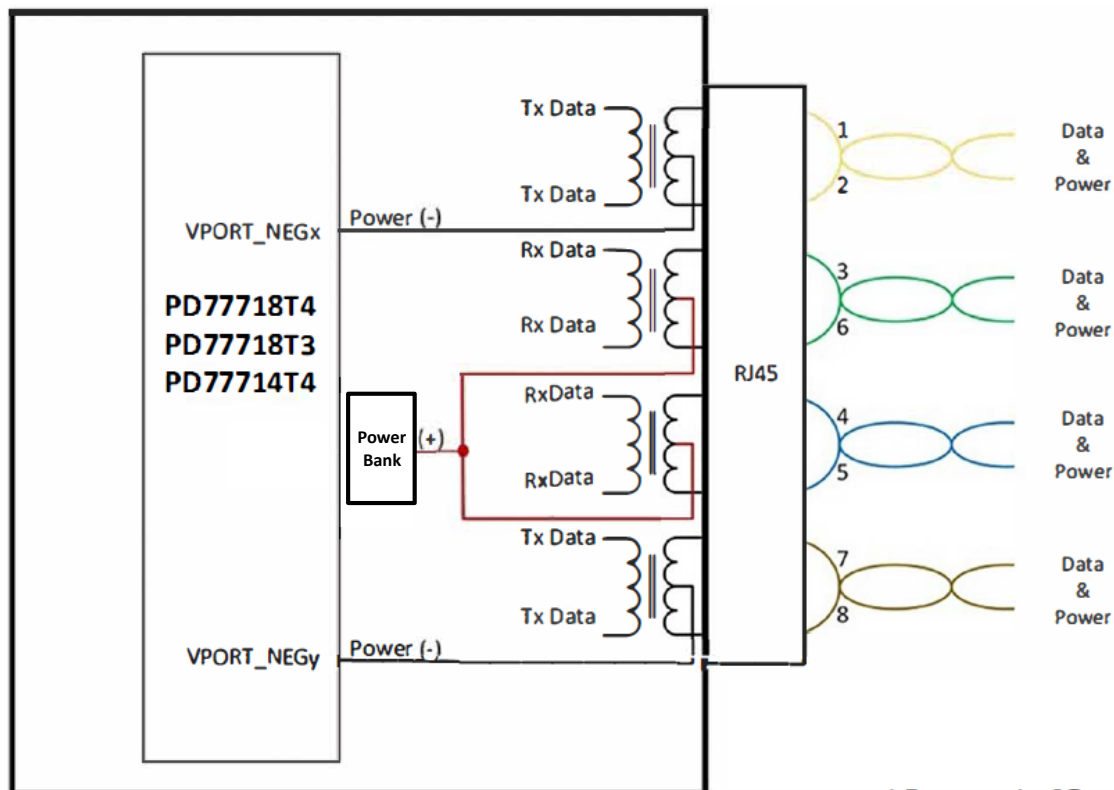 Tx Data
Tx Data
VPORT_NEGx
Power (-)
Rx Data
Rx Data
PD77718T4
PD77718T3
PD77714T4
Power
Bank
(+)
RxData
RxData
Tx Data
Tx Data
VPORT_NEGy
Power (-)
RJ45
1
2
Data
&
Power
3
6
Data
&
Power
4
5
Data
&
Power
7
8
Data
&
Power